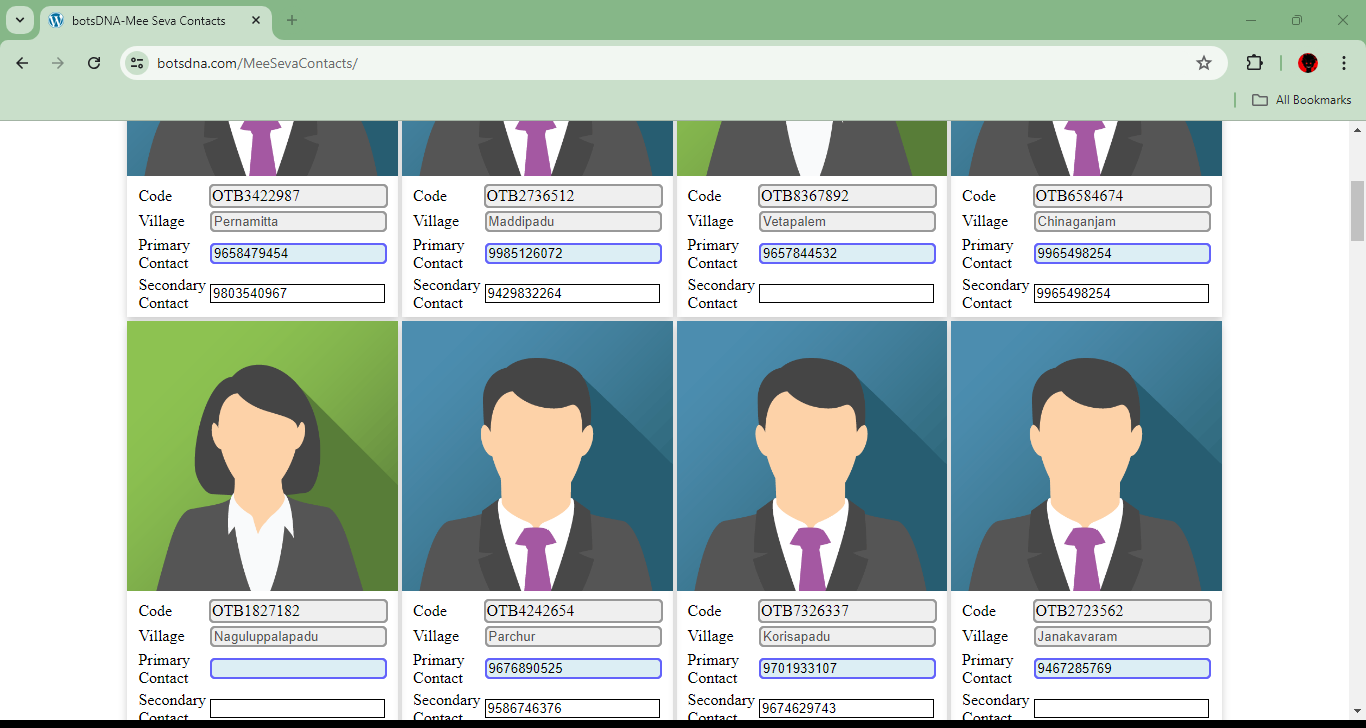 botsDNA-Mee Seva Contacts
botsdna.com/MeeSevaContacts/
All Bookmarks
Code OTB3422987 Code OTB2736512 Code OTB8367892 Code OTB6584674
Village Pernamitta Village Maddipadu Village Vetapalem Village Chinaganjam
Primary Contact 9658479454 Primary Contact 9985126072 Primary Contact 9657844532 Primary Contact 9965498254
Secondary Contact 9803540967 Secondary Contact 9429832264 Secondary Contact Secondary Contact 9965498254
Code OTB1827182 Code OTB4242654 Code OTB7326337 Code OTB2723562
Village Naguluppalapadu Village Parchur Village Korisapadu Village Janakavaram
Primary Contact Primary Contact 9676890525 Primary Contact 9701933107 Primary Contact 9467285769
Secondary Contact Secondary Contact 9586746376 Secondary Contact 9674629743 Secondary Contact